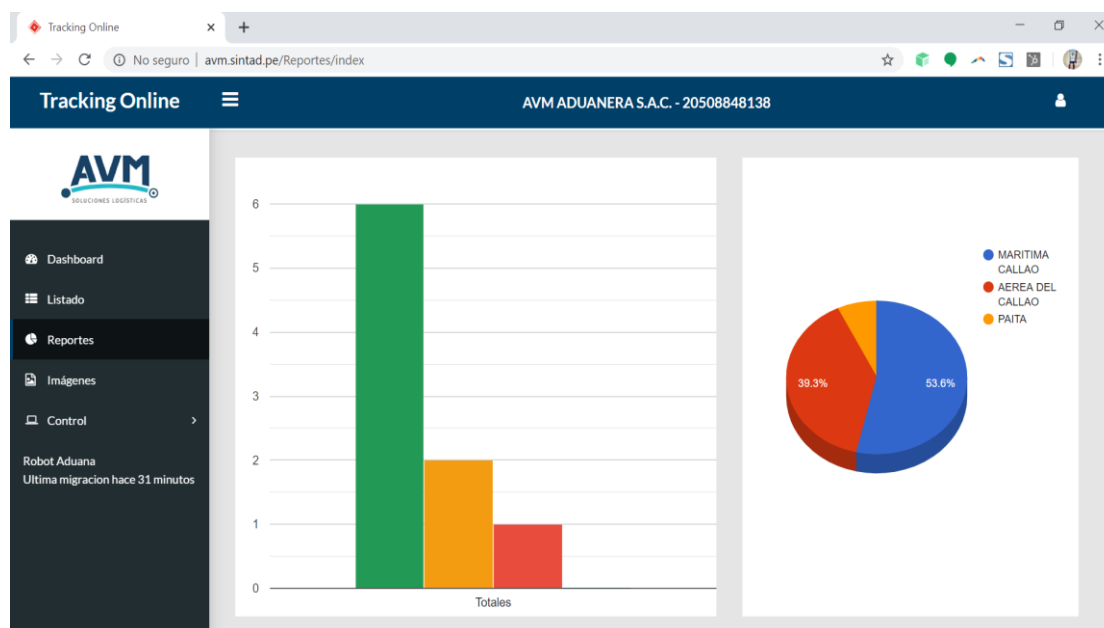 Tracking Online
No seguro | avm.sintad.pe/Reportes/index
Tracking Online
AVM ADUANERA S.A.C. - 20508848138
AVM
SOLUCIONES LOGÍSTICAS
Dashboard
Listado
Reportes
Imágenes
Control
Robot Aduana
Ultima migracion hace 31 minutos
6
5
4
3
2
1
0
Totales
MARITIMA
CALLAO
AEREA DEL
CALLAO
PAITA
39.3%
53.6%